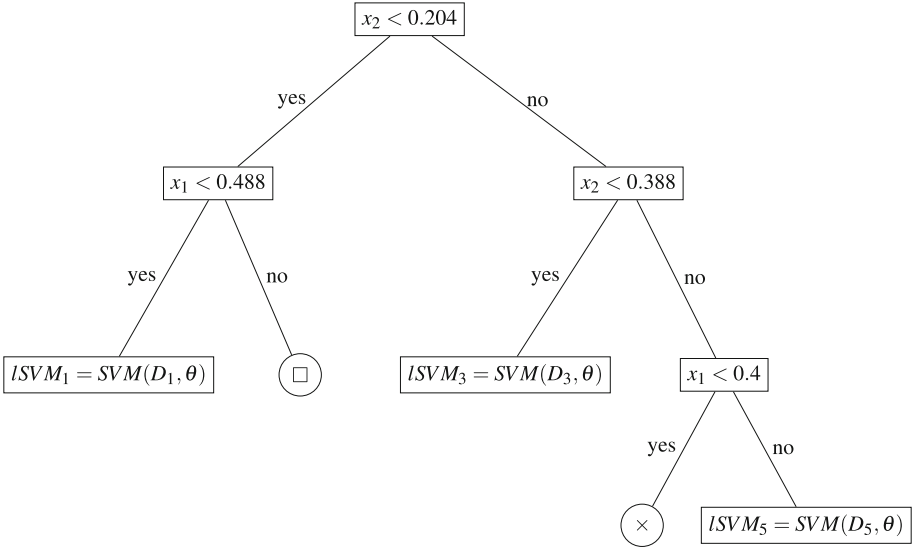 x₂ < 0.204
yes
no
x₁ < 0.488
x₂ < 0.388
yes
no
yes
no
lSVM₁ = SVM(D₁, θ)
□
lSVM₃ = SVM(D₃, θ)
x₁ < 0.4
yes
no
×
lSVM₅ = SVM(D₅, θ)